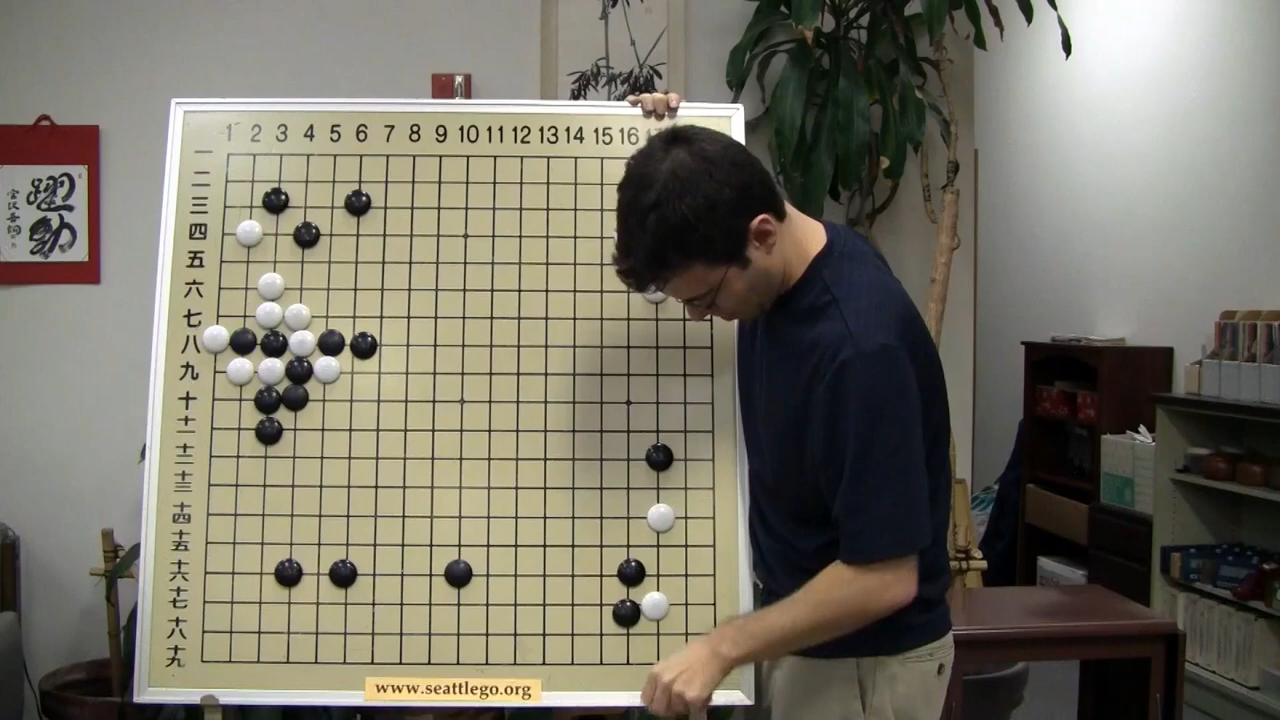 1 2 3 4 5 6 7 8 9 10 11 12 13 14 15 16
一
二
三
四
五
六
七
八
九
十
十一
十二
十三
十四
十五
十六
十七
十八
十九
躍動
www.seattlego.org